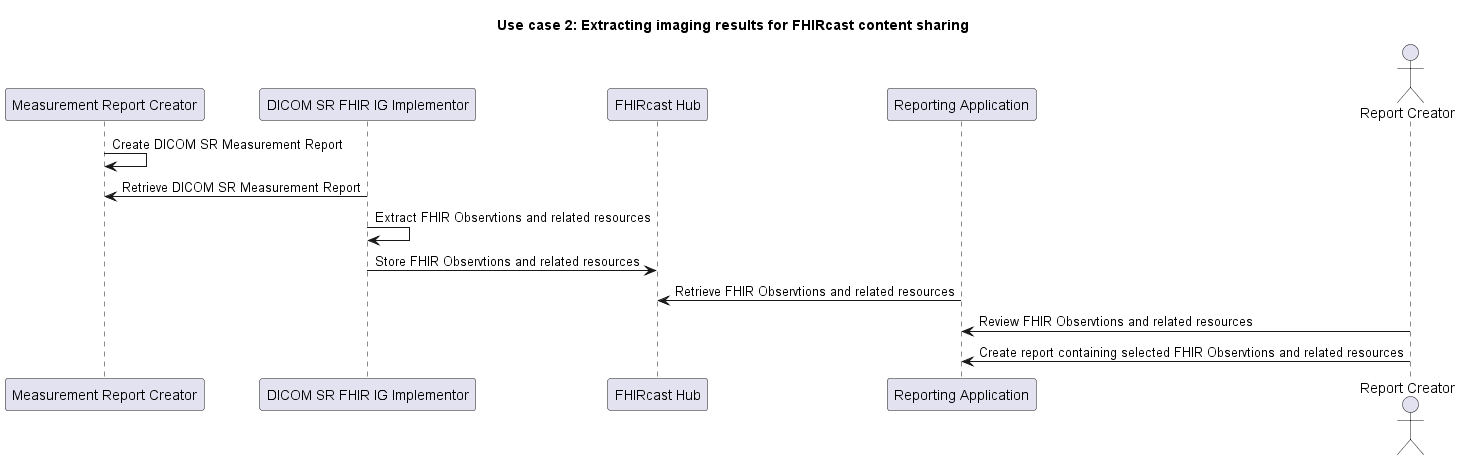 Use case 2: Extracting imaging results for FHIRcast content sharing
Measurement Report Creator
DICOM SR FHIR IG Implementor
FHIRcast Hub
Reporting Application
Report Creator
Create DICOM SR Measurement Report
Retrieve DICOM SR Measurement Report
Extract FHIR Observtions and related resources
Store FHIR Observtions and related resources
Retrieve FHIR Observtions and related resources
Review FHIR Observtions and related resources
Create report containing selected FHIR Observtions and related resources
Measurement Report Creator
DICOM SR FHIR IG Implementor
FHIRcast Hub
Reporting Application
Report Creator